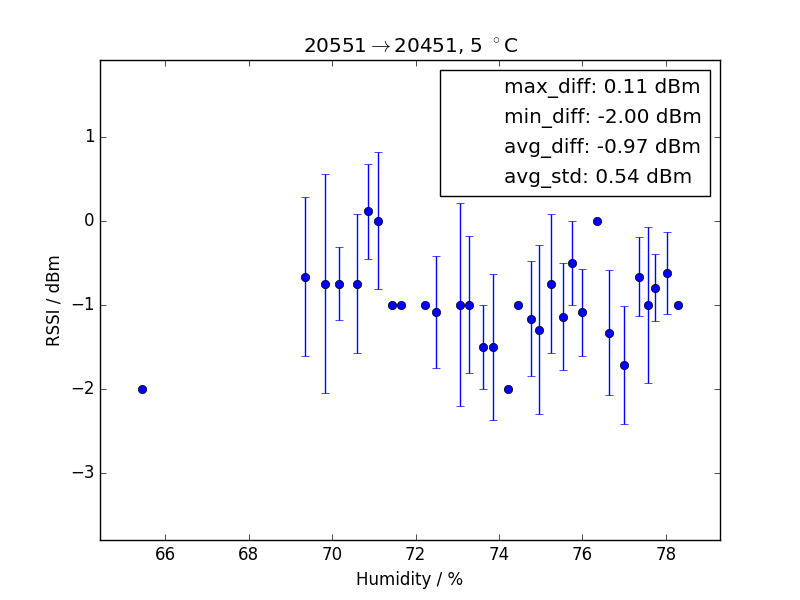 20551→20451, 5 °C
max_diff: 0.11 dBm
min_diff: -2.00 dBm
avg_diff: -0.97 dBm
avg_std: 0.54 dBm
1
0
−1
−2
−3
RSSI / dBm
66 68 70 72 74 76 78
Humidity / %